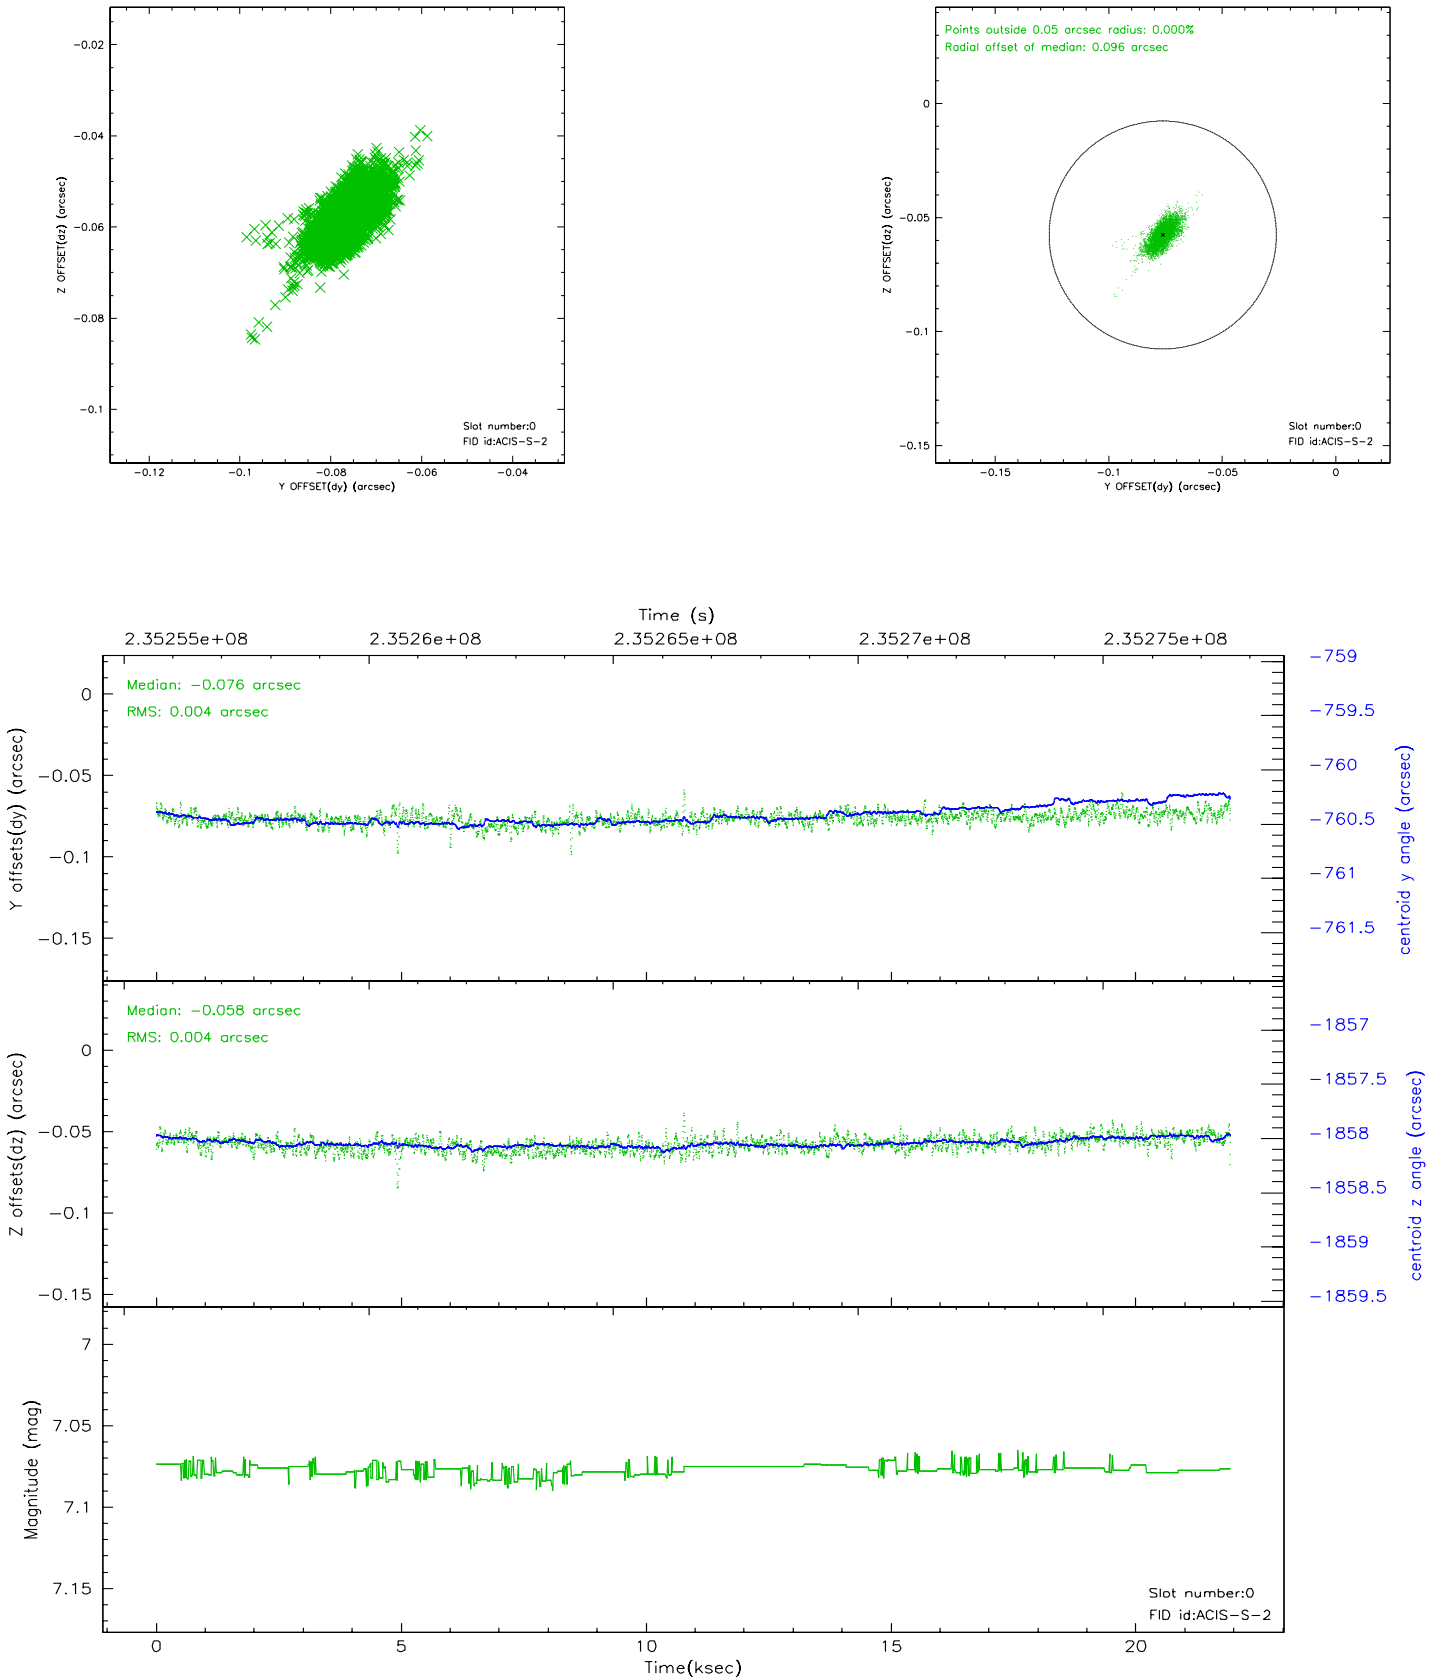 −0.02
−0.04
−0.06
−0.08
−0.1
Z OFFSET(dz) (arcsec)
Slot number:0
FID id:ACIS−S−2
−0.12
−0.1
−0.08
−0.06
−0.04
Y OFFSET(dy) (arcsec)
Points outside 0.05 arcsec radius: 0.000%
Radial offset of median: 0.096 arcsec
0
−0.05
−0.1
−0.15
Z OFFSET(dz) (arcsec)
Slot number:0
FID id:ACIS−S−2
−0.15
−0.1
−0.05
0
Y OFFSET(dy) (arcsec)
Time (s)
2.35255e+08
2.3526e+08
2.35265e+08
2.3527e+08
2.35275e+08
Median: −0.076 arcsec
RMS: 0.004 arcsec
0
−0.05
−0.1
−0.15
Y offsets(dy) (arcsec)
−759
−759.5
−760
−760.5
−761
−761.5
centroid y angle (arcsec)
Median: −0.058 arcsec
RMS: 0.004 arcsec
0
−0.05
−0.1
−0.15
Z offsets(dz) (arcsec)
−1857
−1857.5
−1858
−1858.5
−1859
−1859.5
centroid z angle (arcsec)
7
7.05
7.1
7.15
Magnitude (mag)
Slot number:0
FID id:ACIS−S−2
0
5
10
15
20
Time(ksec)